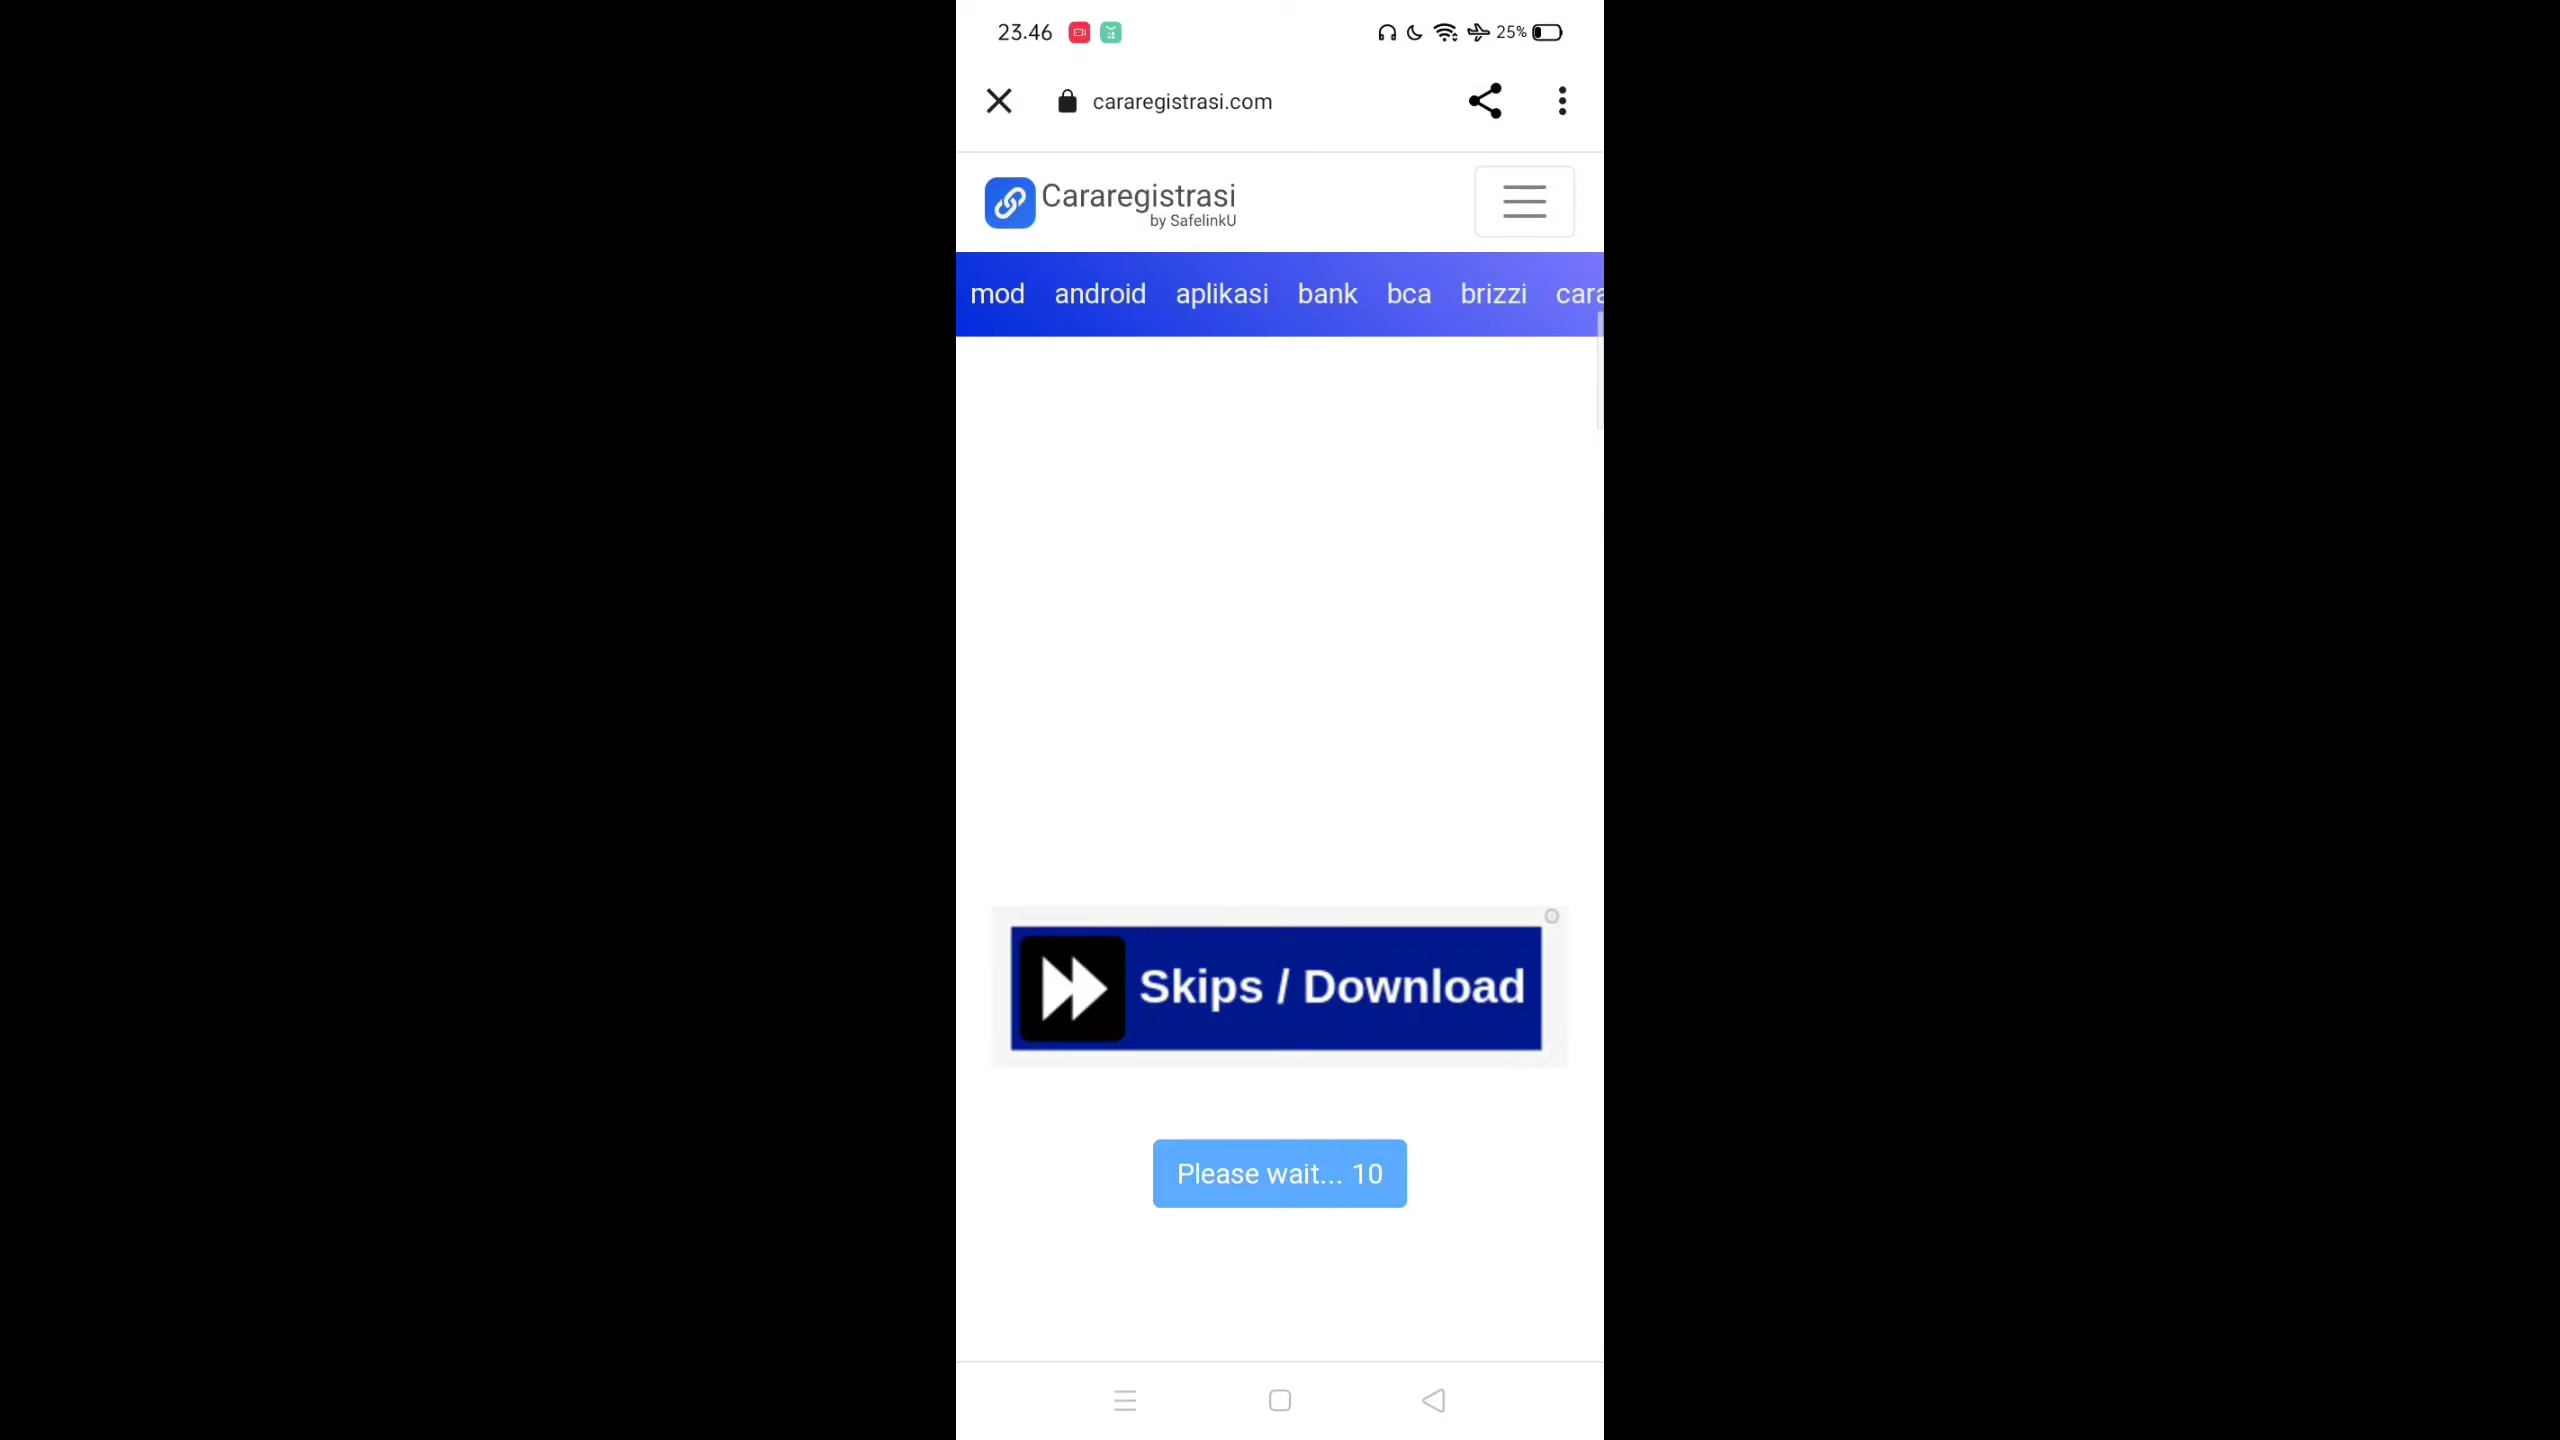 23.46 25%
cararegistrasi.com
Cararegistrasi
by SafelinkU
mod android aplikasi bank bca brizzi cara
Skips / Download
Please wait... 10